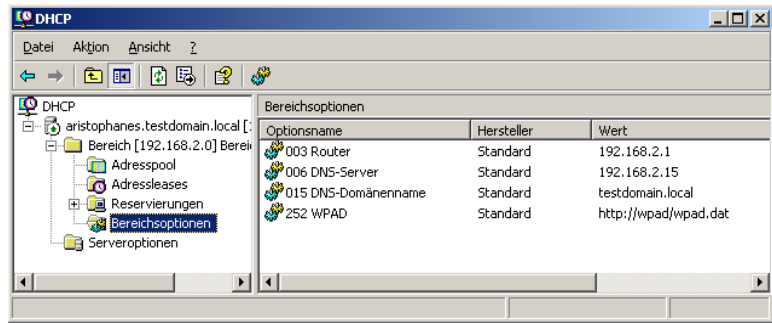 DHCP
Datei Aktion Ansicht ?
DHCP
aristophanes.testdomain.local [
Bereich [192.168.2.0] Berei
Adresspool
Adressleases
Reservierungen
Bereichsoptionen
Serveroptionen
Bereichsoptionen
Optionsname Hersteller Wert
003 Router Standard 192.168.2.1
006 DNS-Server Standard 192.168.2.15
015 DNS-Domänenname Standard testdomain.local
252 WPAD Standard http://wpad/wpad.dat